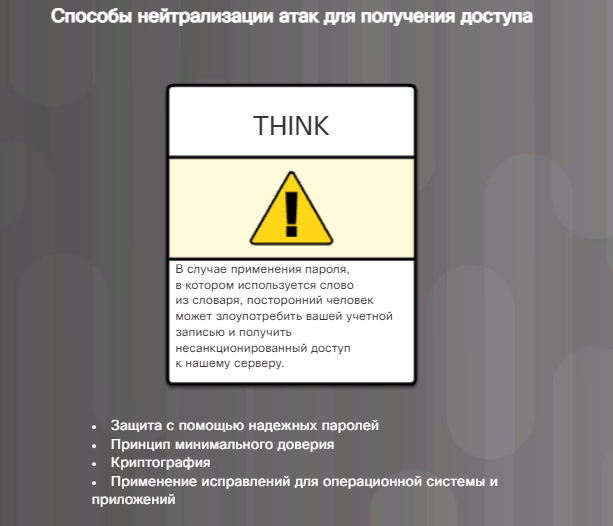 Способы нейтрализации атак для получения доступа
THINK
В случае применения пароля,
в котором используется слово
из словаря, посторонний человек
может злоупотребить вашей учетной
записью и получить
несанкционированный доступ
к нашему серверу.
• Защита с помощью надежных паролей
• Принцип минимального доверия
• Криптография
• Применение исправлений для операционной системы и
приложений